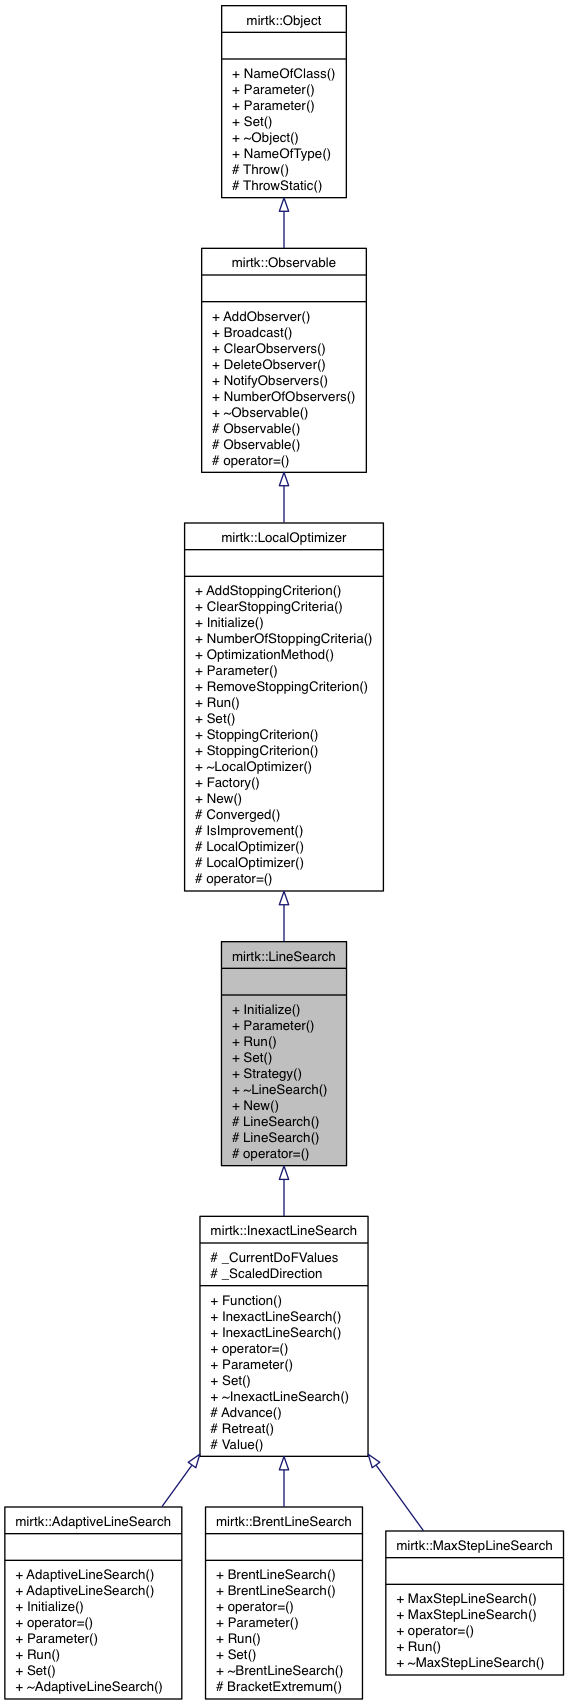 mirtk::Object
+ NameOfClass()
+ Parameter()
+ Parameter()
+ Set()
+ ~Object()
+ NameOfType()
# Throw()
# ThrowStatic()
mirtk::Observable
+ AddObserver()
+ Broadcast()
+ ClearObservers()
+ DeleteObserver()
+ NotifyObservers()
+ NumberOfObservers()
+ ~Observable()
# Observable()
# Observable()
# operator=()
mirtk::LocalOptimizer
+ AddStoppingCriterion()
+ ClearStoppingCriteria()
+ Initialize()
+ NumberOfStoppingCriteria()
+ OptimizationMethod()
+ Parameter()
+ RemoveStoppingCriterion()
+ Run()
+ Set()
+ StoppingCriterion()
+ StoppingCriterion()
+ ~LocalOptimizer()
+ Factory()
+ New()
# Converged()
# IsImprovement()
# LocalOptimizer()
# LocalOptimizer()
# operator=()
mirtk::LineSearch
+ Initialize()
+ Parameter()
+ Run()
+ Set()
+ Strategy()
+ ~LineSearch()
+ New()
# LineSearch()
# LineSearch()
# operator=()
mirtk::InexactLineSearch
# _CurrentDoFValues
# _ScaledDirection
+ Function()
+ InexactLineSearch()
+ InexactLineSearch()
+ operator=()
+ Parameter()
+ Set()
+ ~InexactLineSearch()
# Advance()
# Retreat()
# Value()
mirtk::AdaptiveLineSearch
+ AdaptiveLineSearch()
+ AdaptiveLineSearch()
+ Initialize()
+ operator=()
+ Parameter()
+ Run()
+ Set()
+ ~AdaptiveLineSearch()
mirtk::BrentLineSearch
+ BrentLineSearch()
+ BrentLineSearch()
+ operator=()
+ Parameter()
+ Run()
+ Set()
+ ~BrentLineSearch()
# BracketExtremum()
mirtk::MaxStepLineSearch
+ MaxStepLineSearch()
+ MaxStepLineSearch()
+ operator=()
+ Run()
+ ~MaxStepLineSearch()